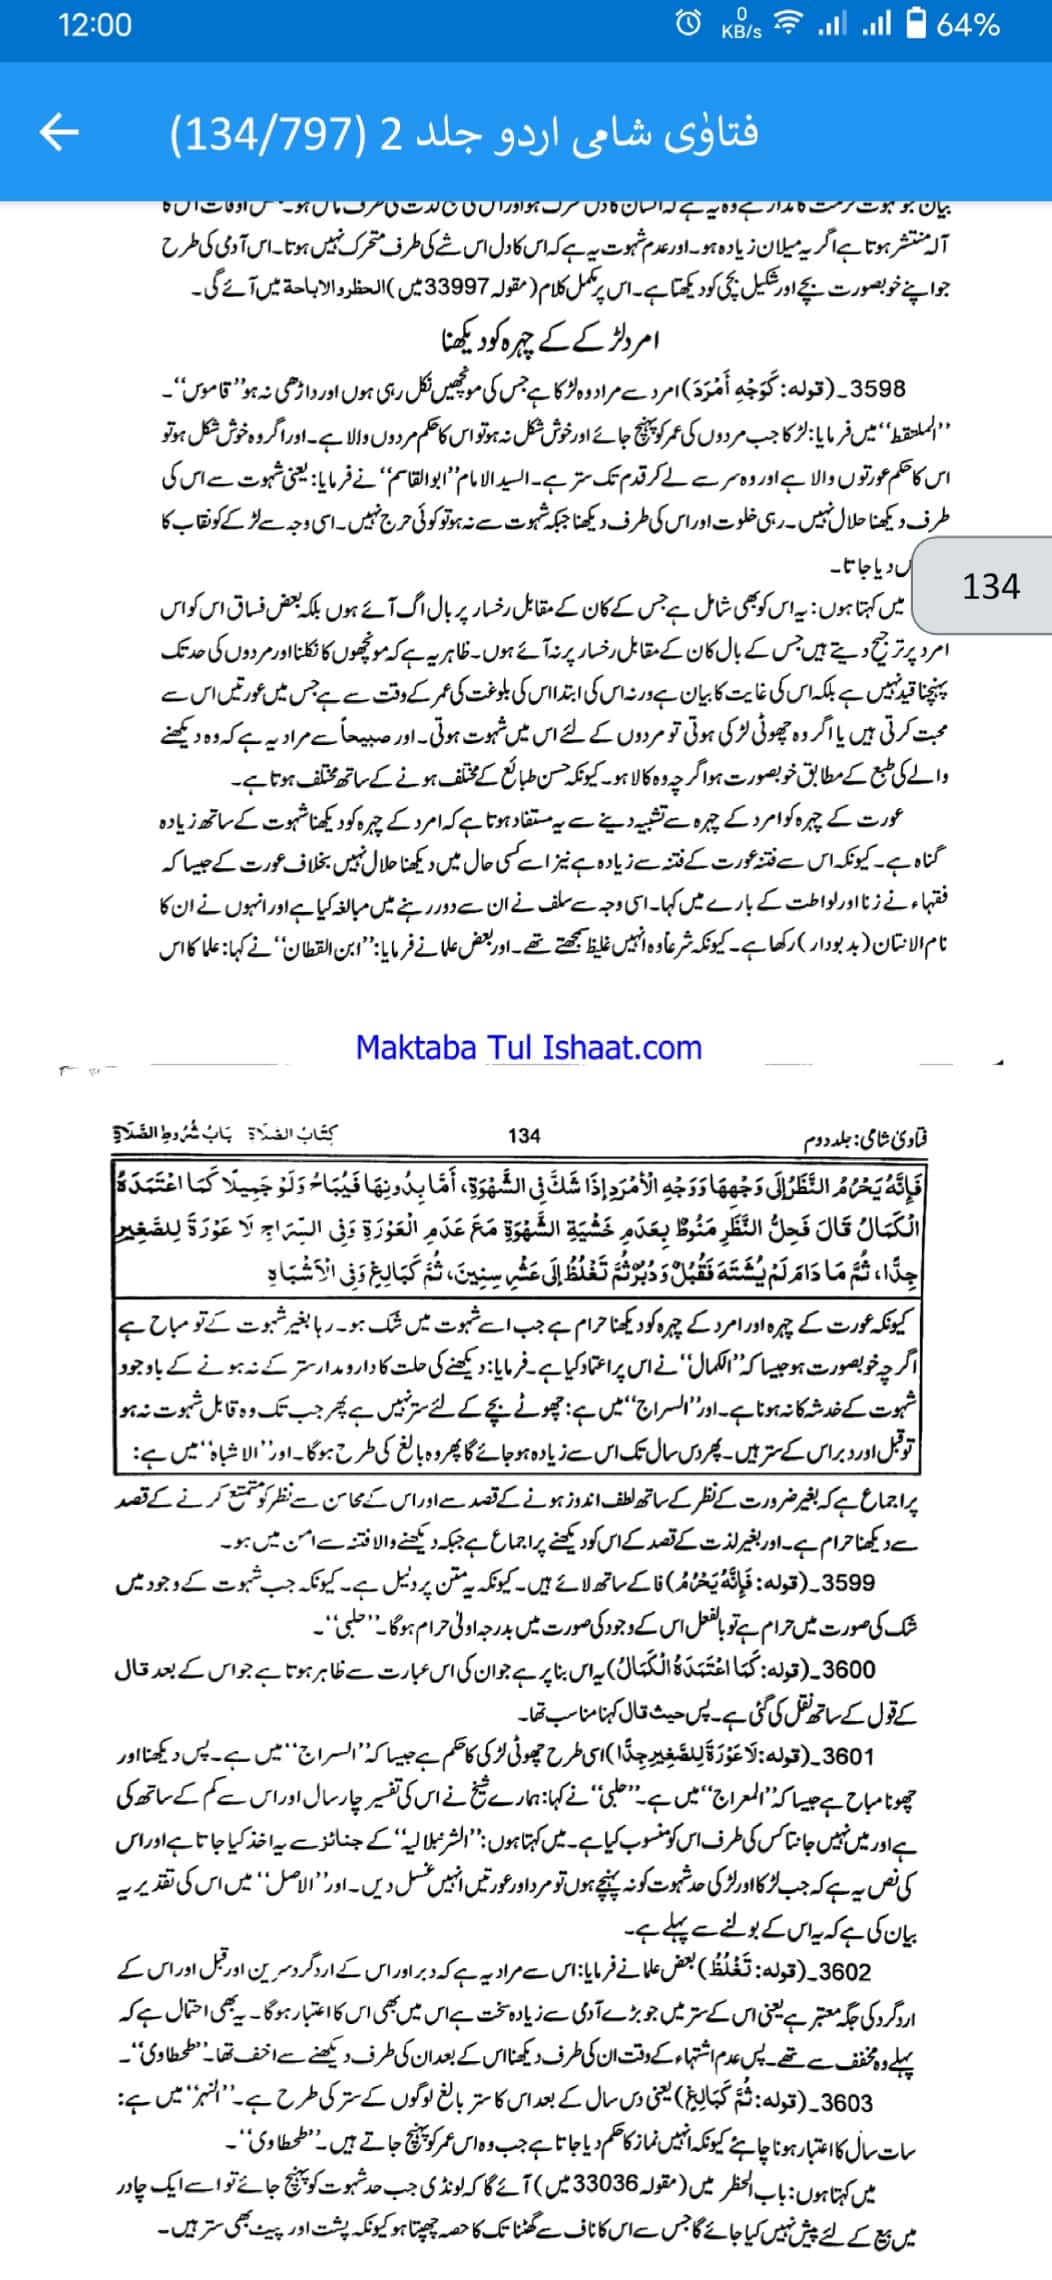 12:00
0 KB/s
64%
فتاوٰی شامی اردو جلد 2 (134/797)
آلہ منتشر ہوتا ہے اگر یہ میلان زیادہ ہو۔ اور عدم شہوت یہ ہے کہ اس کا دل اس شے کی طرف متحرک نہیں ہوتا۔ اس آدمی کی طرح
جو اپنے خوبصورت بچے اور شکیل بچی کو دیکھتا ہے۔ اس پر مکمل کلام (مقولہ 33997 میں) الحظر والاباحۃ میں آئے گی۔
امرد لڑکے کے چہرہ کو دیکھنا
3598_(قولہ: كَوَجْهِ أَمْرَدَ) امرد سے مراد وہ لڑکا ہے جس کی مونچھیں نکل رہی ہوں اور داڑھی نہ ہو ’’قاموس‘‘۔
’’الملتقط‘‘ میں فرمایا: لڑکا جب مردوں کی عمر کو پہنچ جائے اور خوش شکل نہ ہو تو اس کا حکم مردوں والا ہے۔ اور اگر وہ خوش شکل ہو تو
اس کا حکم عورتوں والا ہے اور وہ سر سے لے کر قدم تک ستر ہے۔ السید الامام ’’ابو القاسم‘‘ نے فرمایا: یعنی شہوت سے اس کی
طرف دیکھنا حلال نہیں۔ رہی خلوت اور اس کی طرف دیکھنا جبکہ شہوت سے نہ ہو تو کوئی حرج نہیں۔ اسی وجہ سے لڑکے کو نقاب کا
دیا جاتا۔
134
میں کہتا ہوں: یہ اس کو بھی شامل ہے جس کے کان کے مقابل رخسار پر بال اگ آئے ہوں بلکہ بعض فساق اس کو اس
امرد پر ترجیح دیتے ہیں جس کے بال کان کے مقابل رخسار پر نہ آئے ہوں۔ ظاہر یہ ہے کہ مونچھوں کا نکلنا اور مردوں کی حد تک
پہنچنا قید نہیں ہے بلکہ اس کی غایت کا بیان ہے ورنہ اس کی ابتدا اس کی بلوغت کی عمر کے وقت سے ہے جس میں عورتیں اس سے
محبت کرتی ہیں یا اگر وہ چھوٹی لڑکی ہوتی تو مردوں کے لئے اس میں شہوت ہوتی۔ اور صبیحاً سے مراد یہ ہے کہ وہ دیکھنے
والے کی طبع کے مطابق خوبصورت ہو اگرچہ وہ کالا ہو۔ کیونکہ حسن طبائع کے مختلف ہونے کے ساتھ مختلف ہوتا ہے۔
عورت کے چہرہ کو امرد کے چہرہ سے تشبیہ دینے سے یہ مستفاد ہوتا ہے کہ امرد کے چہرہ کو دیکھنا شہوت کے ساتھ زیادہ
گناہ ہے۔ کیونکہ اس سے فتنہ عورت کے فتنہ سے زیادہ ہے نیز اسے کسی حال میں دیکھنا حلال نہیں بخلاف عورت کے جیسا کہ
فقہاء نے زنا اور لواطت کے بارے میں کہا۔ اسی وجہ سے سلف نے ان سے دور رہنے میں مبالغہ کیا ہے اور انہوں نے ان کا
نام الانتان (بدبودار) رکھا ہے۔ کیونکہ شرعاً وہ انہیں غلیظ سمجھتے تھے۔ اور بعض علما نے فرمایا: ’’ابن القطان‘‘ نے کہا: علما کا اس
Maktaba Tul Ishaat.com
فتاویٰ شامی: جلد دوم
134
كِتَابُ الصَّلَاةِ بَابُ شُرُوطِ الصَّلَاةِ
فَإِنَّهُ يَحْرُمُ النَّظَرُ إِلَى وَجْهِهَا وَوَجْهِ الْأَمْرَدِ إِذَا شَكَّ فِي الشَّهْوَةِ، أَمَّا بِدُونِهَا فَيُبَاحُ وَلَوْ جَمِيلًا كَمَا اعْتَمَدَهُ
الْكَمَالُ قَالَ فَحِلُّ النَّظَرِ مَنُوطٌ بِعَدَمِ خَشْيَةِ الشَّهْوَةِ مَعَ عَدَمِ الْعَوْرَةِ وَفِي السِّرَاجِ لَا عَوْرَةَ لِلصَّغِيرِ
جِدًّا، ثُمَّ مَا دَامَ لَمْ يُشْتَهَ فَقُبُلٌ وَدُبُرٌ ثُمَّ تَغْلُظُ إِلَى عَشْرِ سِنِينَ، ثُمَّ كَبَالِغٍ وَفِي الْأَشْبَاهِ
کیونکہ عورت کے چہرہ اور امرد کے چہرہ کو دیکھنا حرام ہے جب اسے شہوت میں شک ہو۔ رہا بغیر شہوت کے تو مباح ہے
اگرچہ خوبصورت ہو جیسا کہ ’’الکمال‘‘ نے اس پر اعتماد کیا ہے۔ فرمایا: دیکھنے کی حلت کا دارومدار ستر کے نہ ہونے کے باوجود
شہوت کے خدشہ کا نہ ہونا ہے۔ اور ’’السراج‘‘ میں ہے: چھوٹے بچے کے لئے ستر نہیں ہے پھر جب تک وہ قابل شہوت نہ ہو
تو قبل اور دبر اس کے ستر ہیں۔ پھر دس سال تک اس سے زیادہ ہو جائے گا پھر وہ بالغ کی طرح ہوگا۔ اور ’’الاشباہ‘‘ میں ہے:
پر اجماع ہے کہ بغیر ضرورت کے نظر کے ساتھ لطف اندوز ہونے کے قصد سے اور اس کے محاسن سے نظر کو متمتع کرنے کے قصد
سے دیکھنا حرام ہے۔ اور بغیر لذت کے قصد کے اس کو دیکھنے پر اجماع ہے جبکہ دیکھنے والا فتنہ سے امن میں ہو۔
3599_(قولہ: فَإِنَّهُ يَحْرُمُ) فا کے ساتھ لائے ہیں۔ کیونکہ یہ متن پر دلیل ہے۔ کیونکہ جب شہوت کے وجود میں
شک کی صورت میں حرام ہے تو بالفعل اس کے وجود کی صورت میں بدرجہ اولیٰ حرام ہوگا۔ ’’حلبی‘‘۔
3600_(قولہ: كَمَا اعْتَمَدَهُ الْكَمَالُ) یہ اس بنا پر ہے جو ان کی اس عبارت سے ظاہر ہوتا ہے جو اس کے بعد قال
کے قول کے ساتھ نقل کی گئی ہے۔ پس حیث قال کہنا مناسب تھا۔
3601_(قولہ: لَا عَوْرَةَ لِلصَّغِيرِ جِدًّا) اسی طرح چھوٹی لڑکی کا حکم ہے جیسا کہ ’’السراج‘‘ میں ہے۔ پس دیکھنا اور
چھونا مباح ہے جیسا کہ ’’المعراج‘‘ میں ہے۔ ’’حلبی‘‘ نے کہا: ہمارے شیخ نے اس کی تفسیر چار سال اور اس سے کم کے ساتھ کی
ہے اور میں نہیں جانتا کس کی طرف اس کو منسوب کیا ہے۔ میں کہتا ہوں: ’’الشرنبلالیہ‘‘ کے جنائز سے یہ اخذ کیا جاتا ہے اور اس
کی نص یہ ہے کہ جب لڑکا اور لڑکی حد شہوت کو نہ پہنچے ہوں تو مرد اور عورتیں انہیں غسل دیں۔ اور ’’الاصل‘‘ میں اس کی تقدیر یہ
بیان کی ہے کہ یہ اس کے بولنے سے پہلے ہے۔
3602_(قولہ: تَغْلُظُ) بعض علما نے فرمایا: اس سے مراد یہ ہے کہ دبر اور اس کے اردگرد سرین اور قبل اور اس کے
اردگرد کی جگہ معتبر ہے یعنی اس کے ستر میں جو بڑے آدمی سے زیادہ سخت ہے اس میں بھی اس کا اعتبار ہوگا۔ یہ بھی احتمال ہے کہ
پہلے وہ مخفف سے تھے۔ پس عدم اشتہاء کے وقت ان کی طرف دیکھنا اس کے بعد ان کی طرف دیکھنے سے اخف تھا۔ ’’طحطاوی‘‘۔
3603_(قولہ: ثُمَّ كَبَالِغٍ) یعنی دس سال کے بعد اس کا ستر بالغ لوگوں کے ستر کی طرح ہے۔ ’’النہر‘‘ میں ہے:
سات سال کا اعتبار ہونا چاہئے کیونکہ انہیں نماز کا حکم دیا جاتا ہے جب وہ اس عمر کو پہنچ جاتے ہیں۔ ’’طحطاوی‘‘۔
میں کہتا ہوں: باب الحظر میں (مقولہ 33036 میں) آئے گا کہ لونڈی جب حد شہوت کو پہنچ جائے تو اسے ایک چادر
میں بیع کے لئے پیش نہیں کیا جائے گا جس سے اس کا ناف سے گھٹنا تک کا حصہ چھپتا ہو کیونکہ پشت اور پیٹ بھی ستر ہیں۔